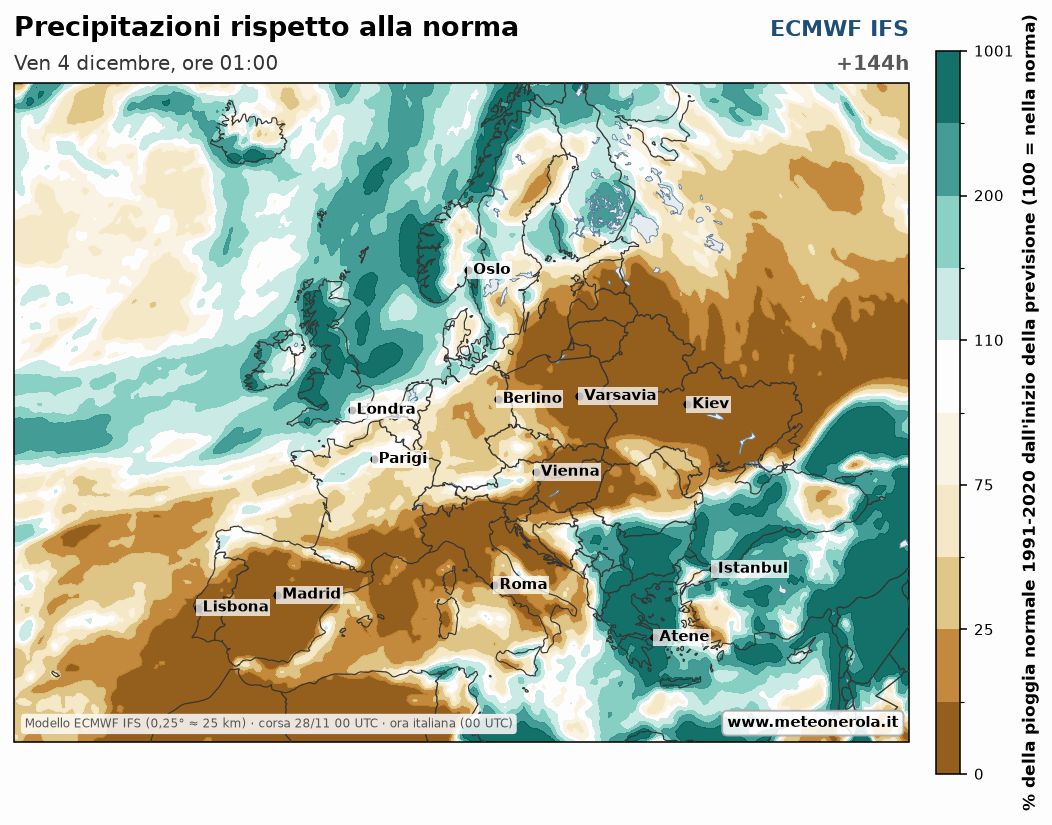 Precipitazioni rispetto alla norma
ECMWF IFS
Ven 4 dicembre, ore 01:00
+144h
Oslo
Londra
Berlino
Varsavia
Kiev
Parigi
Vienna
Istanbul
Roma
Madrid
Lisbona
Atene
Modello ECMWF IFS (0,25° ≈ 25 km) · corsa 28/11 00 UTC · ora italiana (00 UTC)
www.meteonerola.it
1001
200
110
75
25
0
% della pioggia normale 1991-2020 dall'inizio della previsione (100 = nella norma)